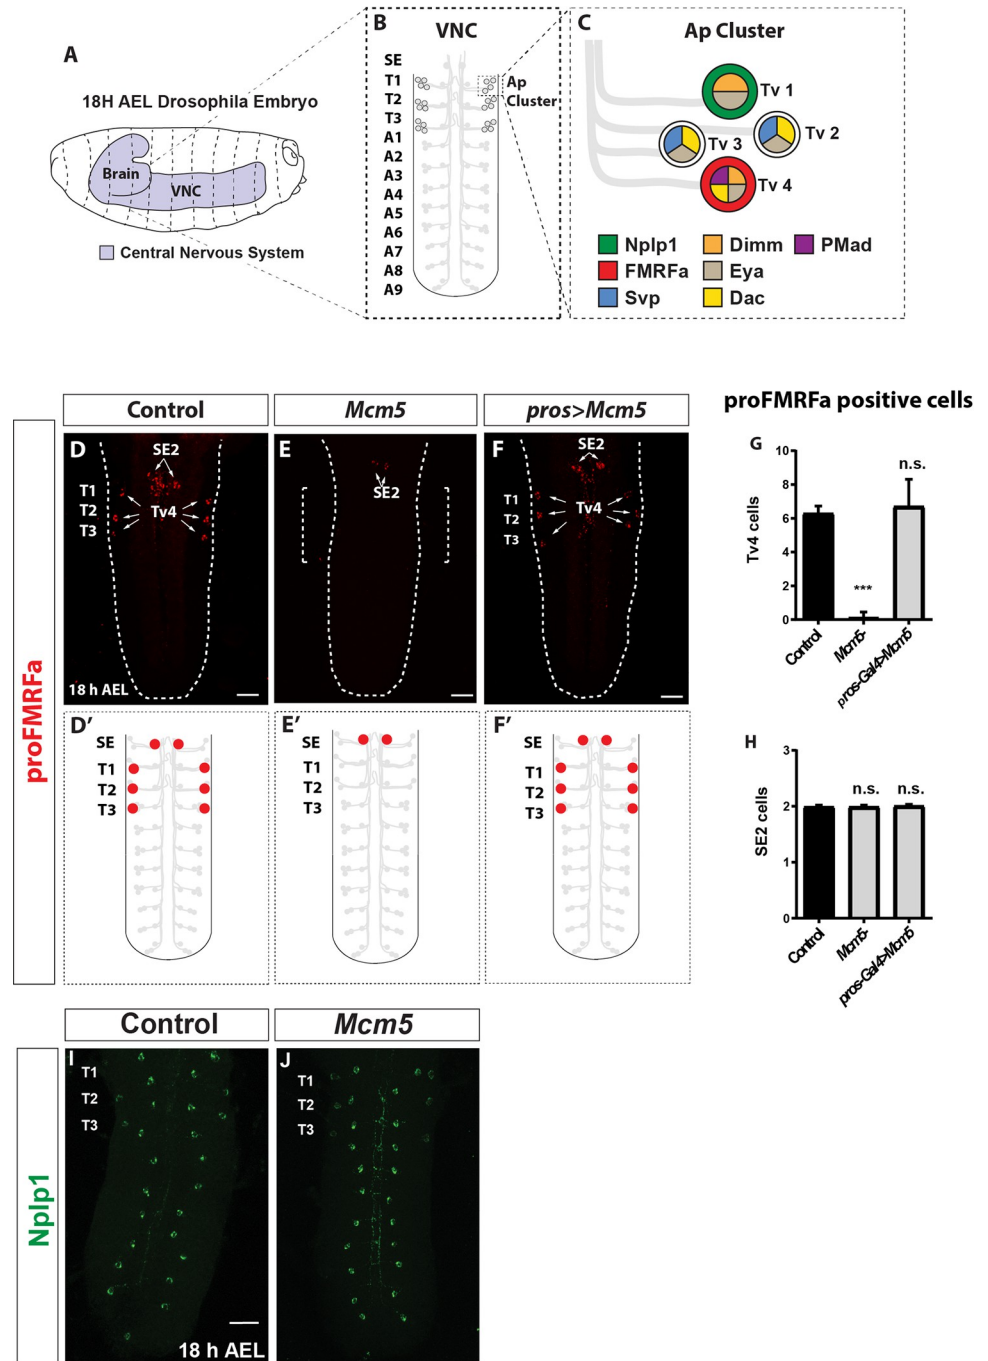 A
18H AEL Drosophila Embryo
Brain
VNC
Central Nervous System
B
VNC
SE
T1
T2
T3
A1
A2
A3
A4
A5
A6
A7
A8
A9
Ap
Cluster
C
Ap Cluster
Tv 1
Tv 2
Tv 3
Tv 4
Nplp1
Dimm
PMad
FMRFa
Eya
Svp
Dac
proFMRFa
Control
Mcm5
pros>Mcm5
D
SE2
T1
T2
T3
Tv4
18 h AEL
E
SE2
F
SE2
T1
T2
T3
Tv4
D′
SE
T1
T2
T3
E′
SE
T1
T2
T3
F′
SE
T1
T2
T3
proFMRFa positive cells
G
Tv4 cells
10
8
6
4
2
0
***
n.s.
Control
Mcm5-
pros-Gal4>Mcm5
H
SE2 cells
3
2
1
0
n.s.
n.s.
Control
Mcm5-
pros-Gal4>Mcm5
Nplp1
Control
Mcm5
I
T1
T2
T3
18 h AEL
J
T1
T2
T3